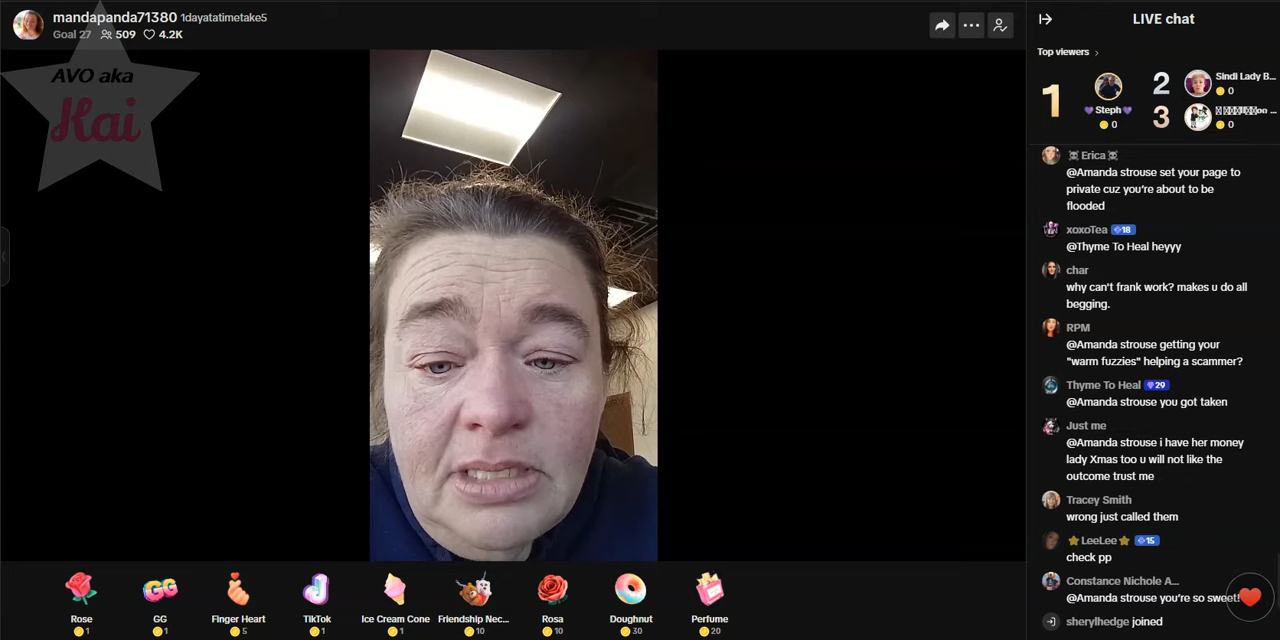 mandapanda71380 1dayatatimetake5
Goal 27 509 4.2K
AVO aka
Kai
LIVE chat
Top viewers >
1
Steph
0
2
Sindi Lady B...
0
3
...
0
Erica
@Amanda strouse set your page to
private cuz you're about to be
flooded
xoxoTea 18
@Thyme To Heal heyyy
char
why can't frank work? makes u do all
begging.
RPM
@Amanda strouse getting your
"warm fuzzies" helping a scammer?
Thyme To Heal 29
@Amanda strouse you got taken
Just me
@Amanda strouse i have her money
lady Xmas too u will not like the
outcome trust me
Tracey Smith
wrong just called them
LeeLee 15
check pp
Constance Nichole A...
@Amanda strouse you're so sweet!
sherylhedge joined
Rose
1
GG
1
Finger Heart
5
TikTok
1
Ice Cream Cone
1
Friendship Nec...
10
Rosa
10
Doughnut
30
Perfume
20